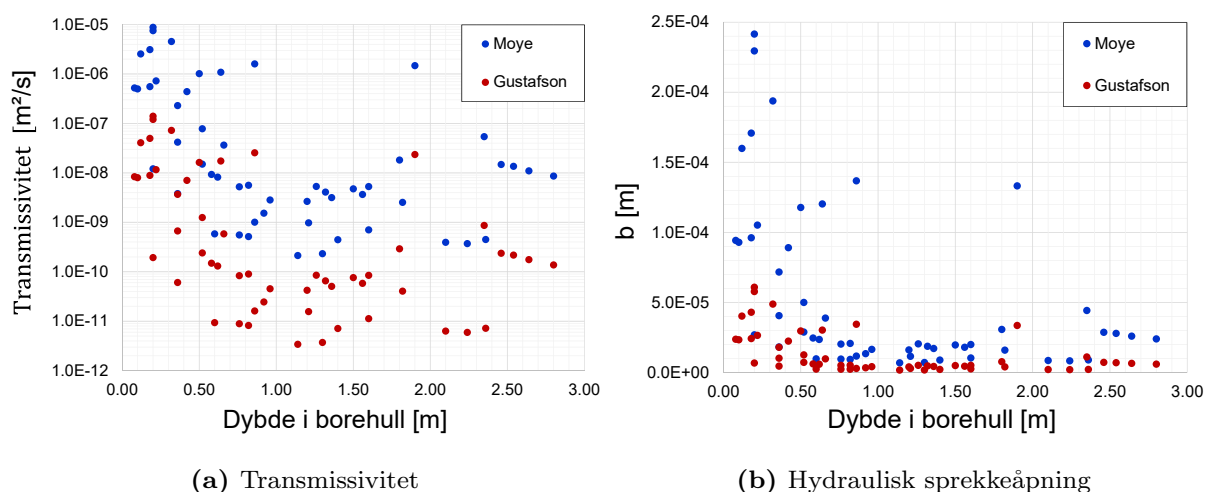 1.0E-05
1.0E-06
1.0E-07
1.0E-08
1.0E-09
1.0E-10
1.0E-11
1.0E-12
Transmissivitet [m²/s]
Moye
Gustafson
0.00 0.50 1.00 1.50 2.00 2.50 3.00
Dybde i borehull [m]
(a) Transmissivitet
2.5E-04
2.0E-04
1.5E-04
1.0E-04
5.0E-05
0.0E+00
b [m]
Moye
Gustafson
0.00 0.50 1.00 1.50 2.00 2.50 3.00
Dybde i borehull [m]
(b) Hydraulisk sprekkeåpning